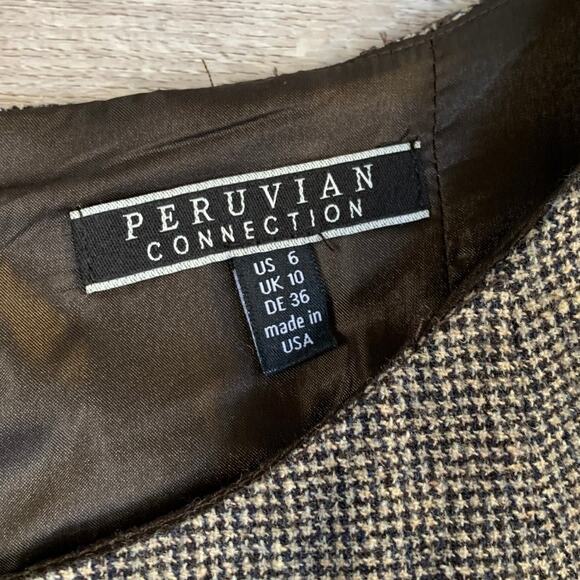 PERUVIAN
CONNECTION
US 6
UK 10
DE 36
made in
USA